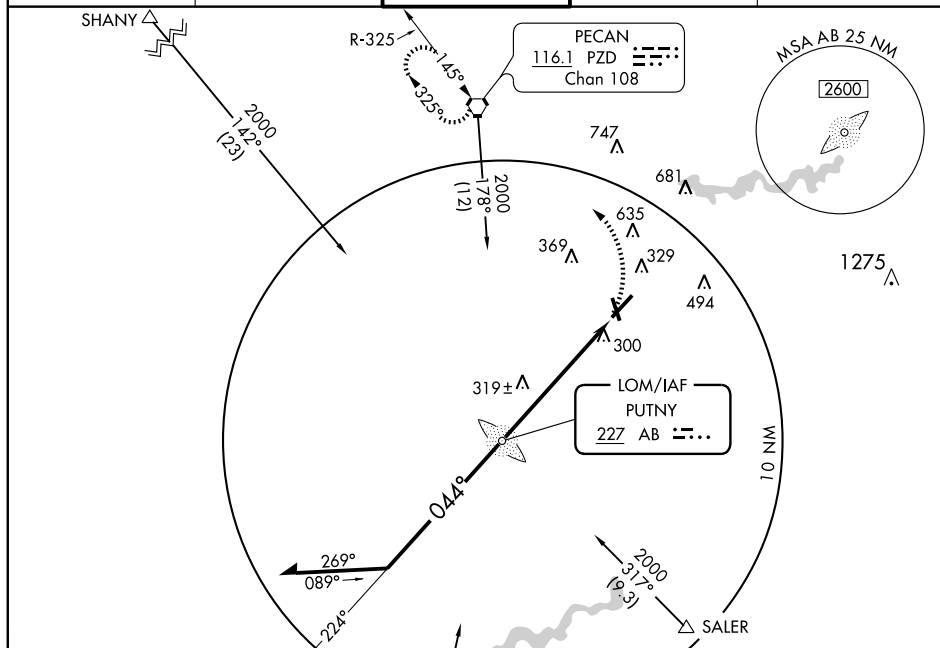 SHANY
R-325
145°
325°
PECAN
116.1 PZD
Chan 108
MSA AB 25 NM
2600
2000
142°
(23)
2000
178°
(12)
747
681
635
369
329
494
1275
300
319±
LOM/IAF
PUTNY
227 AB
10 NM
044°
269°
089°
224°
2000
317°
(9.3)
SALER